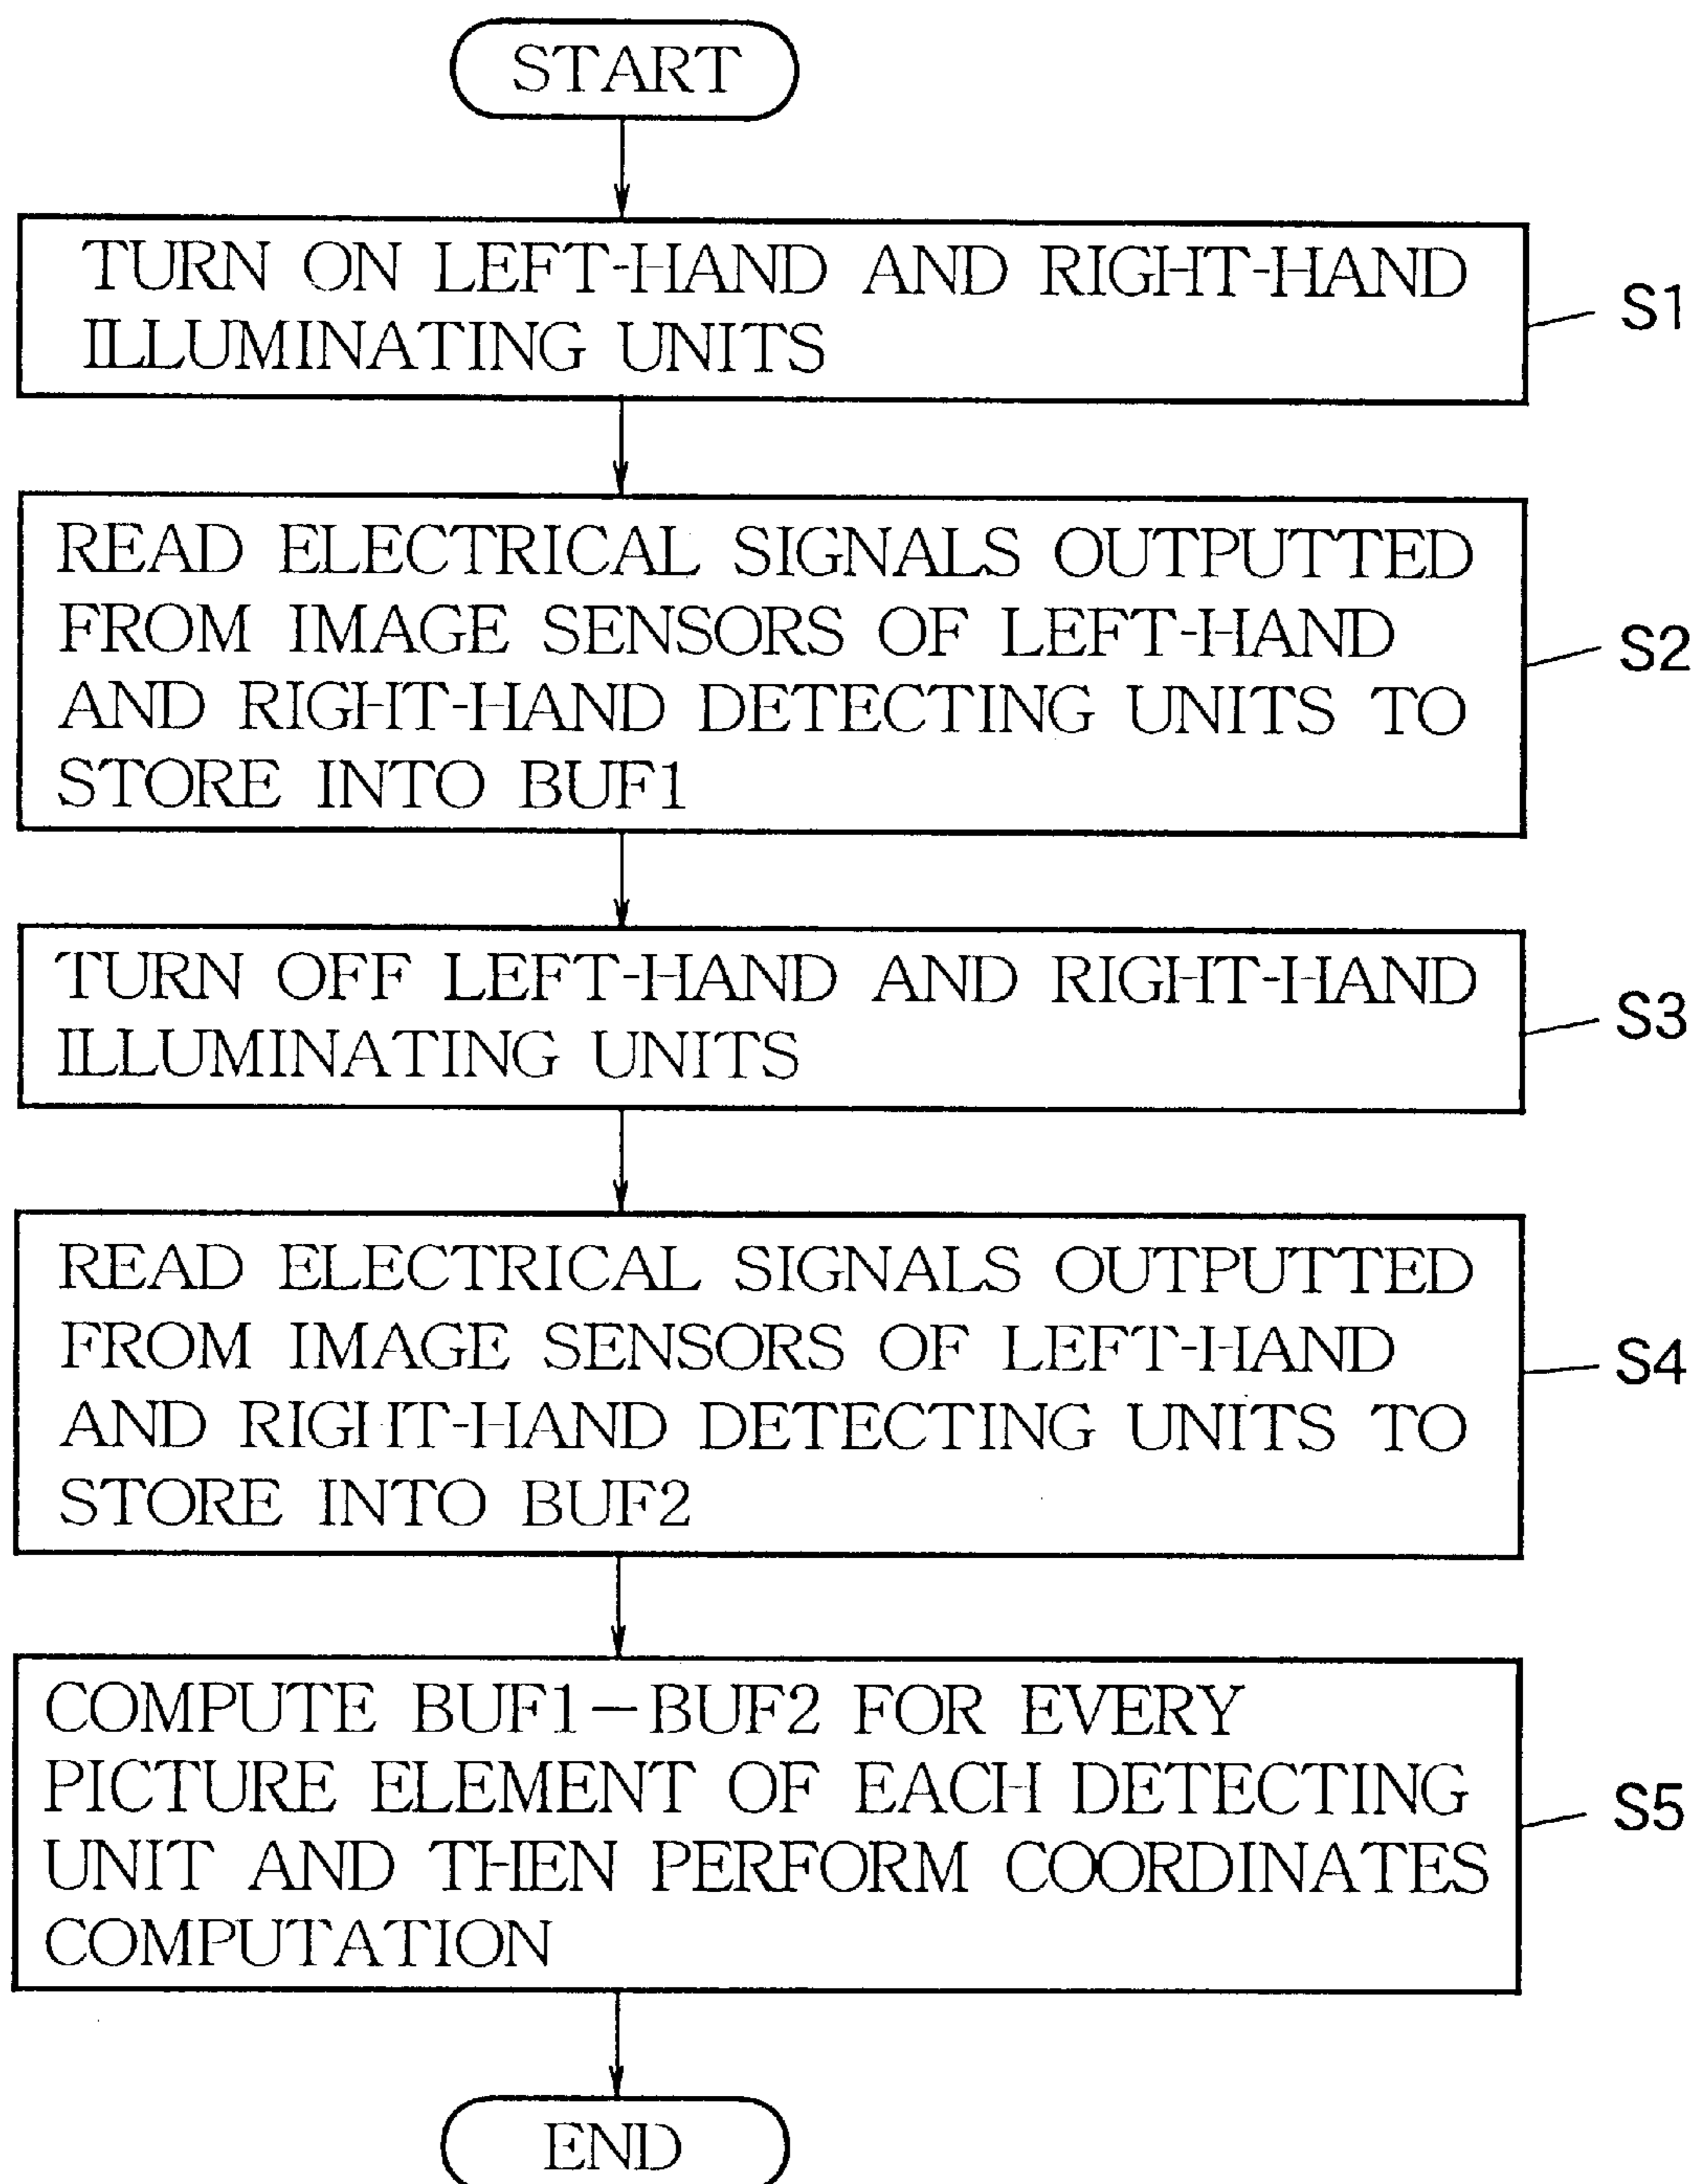 START
TURN ON LEFT-HAND AND RIGHT-HAND
ILLUMINATING UNITS
S1
READ ELECTRICAL SIGNALS OUTPUTTED
FROM IMAGE SENSORS OF LEFT-HAND
AND RIGHT-HAND DETECTING UNITS TO
STORE INTO BUF1
S2
TURN OFF LEFT-HAND AND RIGHT-HAND
ILLUMINATING UNITS
S3
READ ELECTRICAL SIGNALS OUTPUTTED
FROM IMAGE SENSORS OF LEFT-HAND
AND RIGHT-HAND DETECTING UNITS TO
STORE INTO BUF2
S4
COMPUTE BUF1－BUF2 FOR EVERY
PICTURE ELEMENT OF EACH DETECTING
UNIT AND THEN PERFORM COORDINATES
COMPUTATION
S5
END